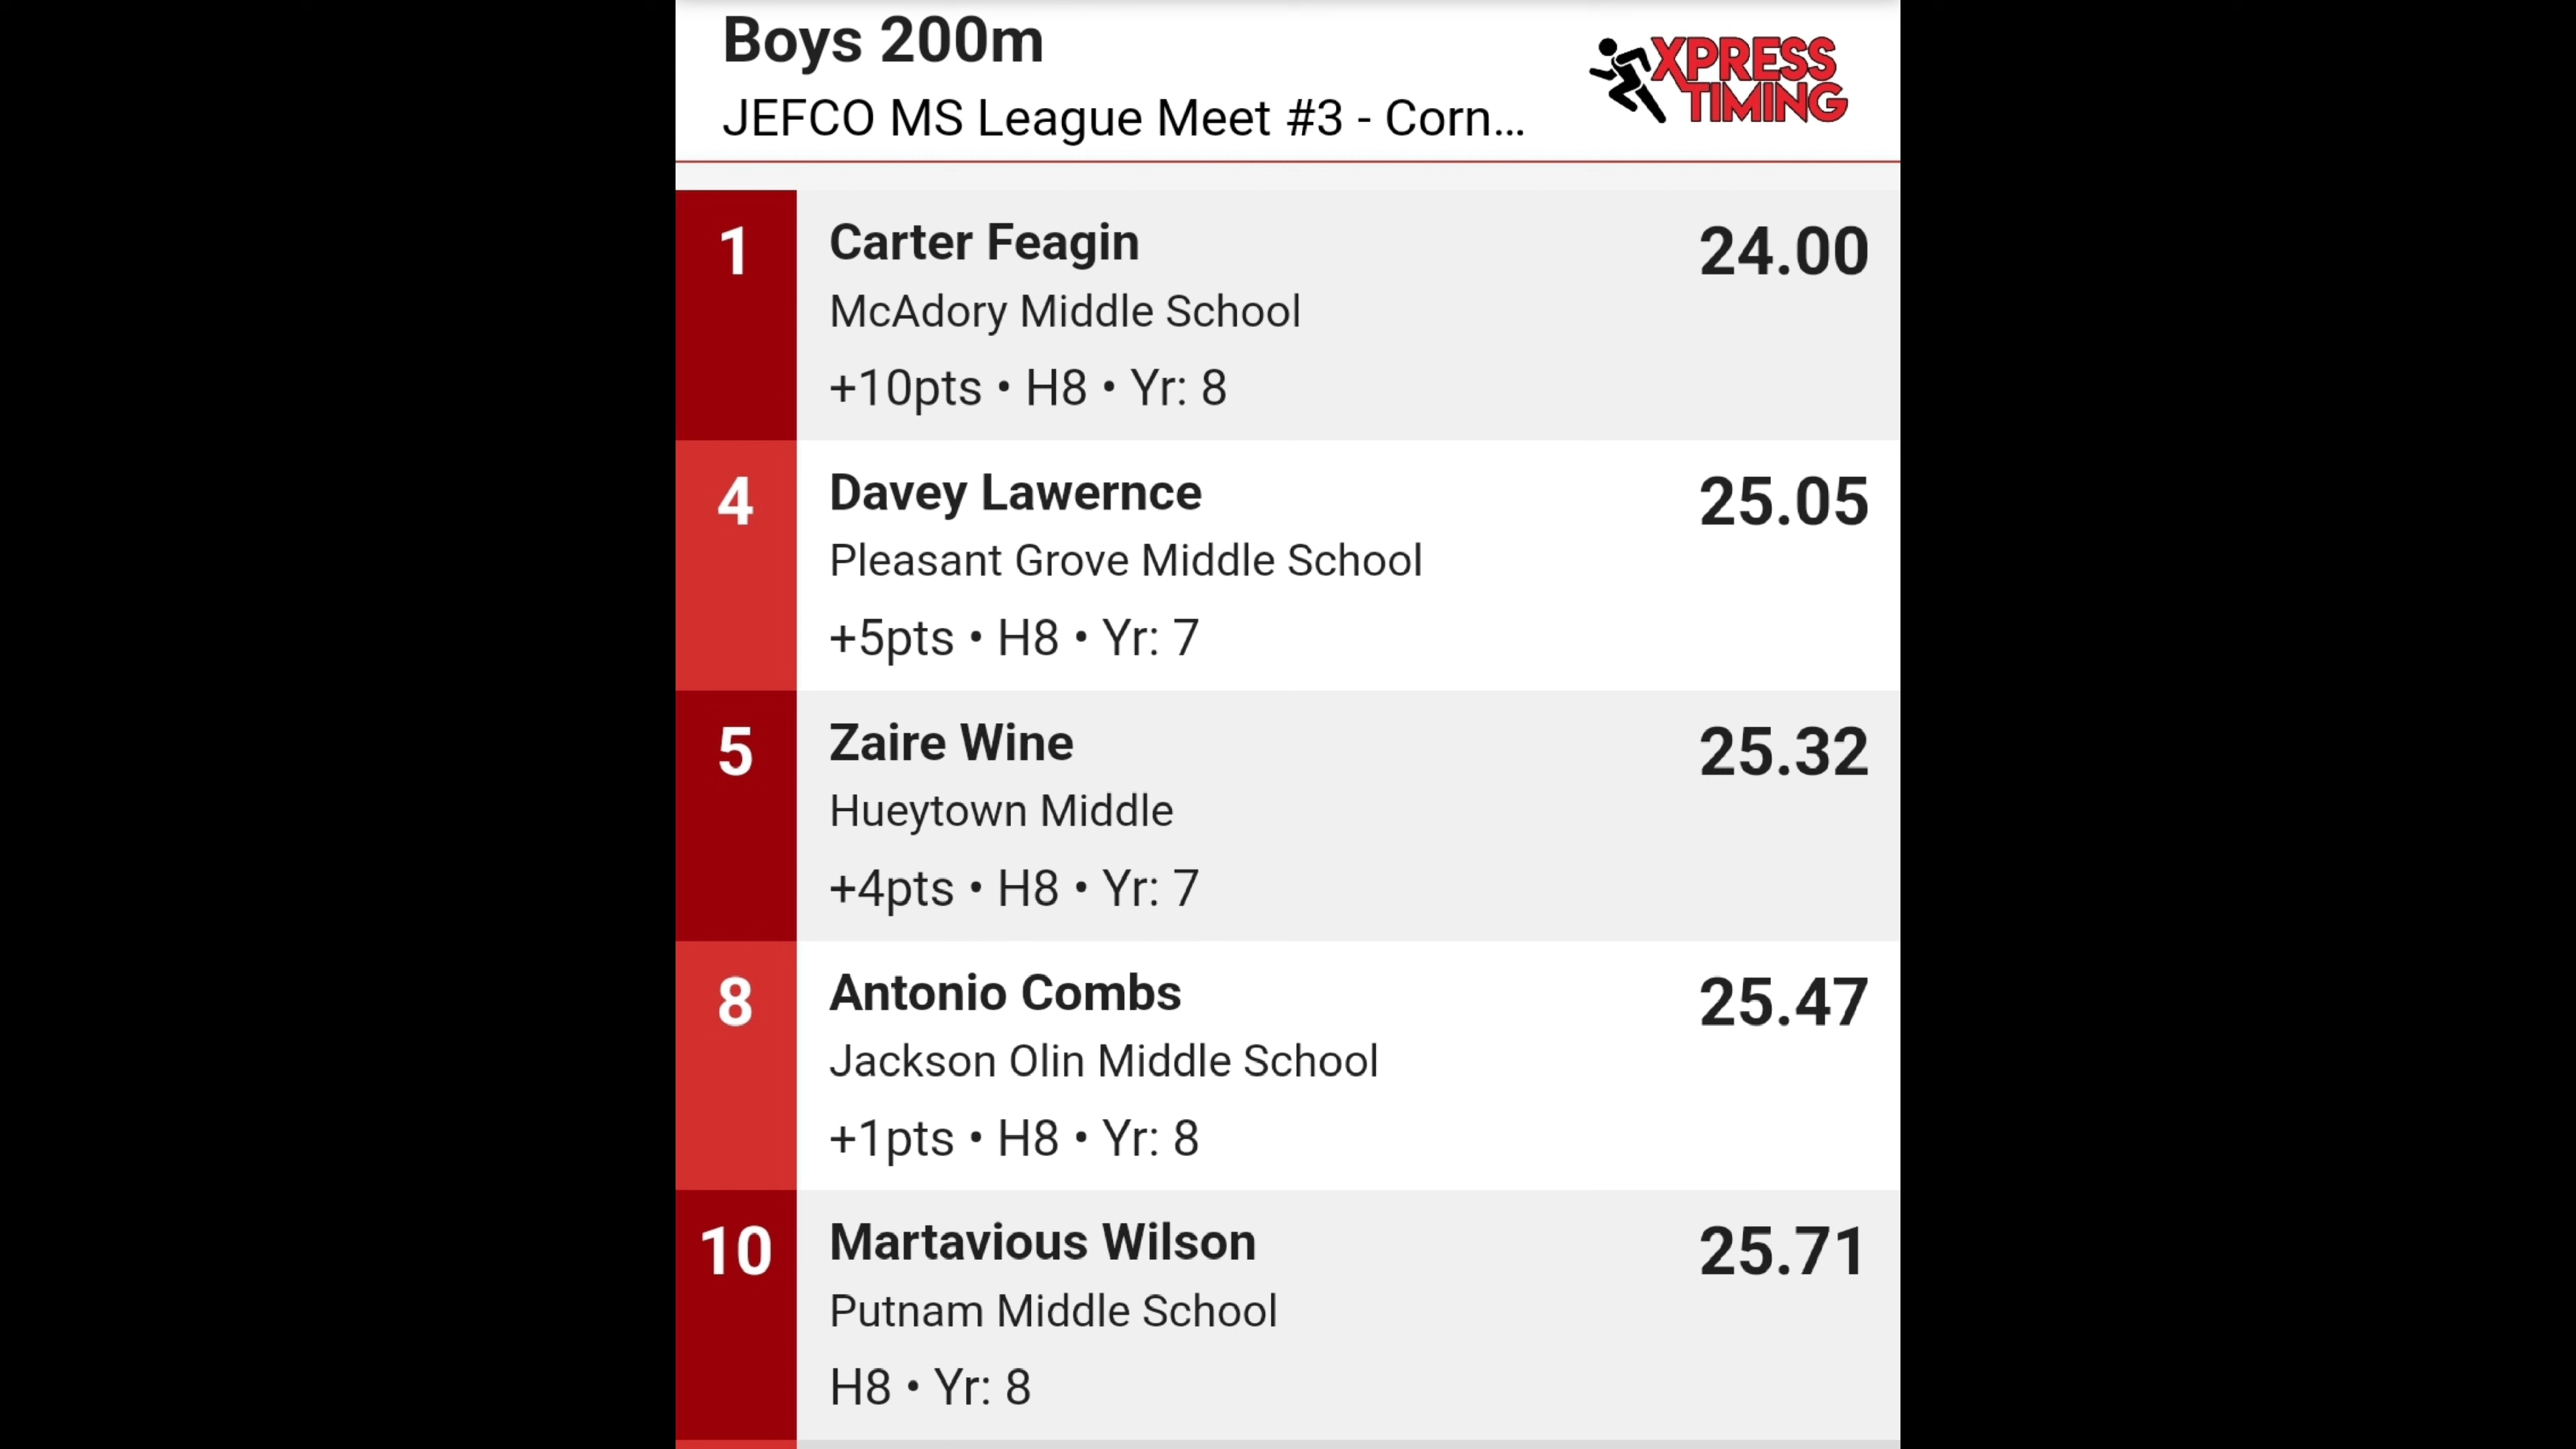 Boys 200m
JEFCO MS League Meet #3 - Corn...
XPRESS
TIMING
1
Carter Feagin
24.00
McAdory Middle School
+10pts • H8 • Yr: 8
4
Davey Lawernce
25.05
Pleasant Grove Middle School
+5pts • H8 • Yr: 7
5
Zaire Wine
25.32
Hueytown Middle
+4pts • H8 • Yr: 7
8
Antonio Combs
25.47
Jackson Olin Middle School
+1pts • H8 • Yr: 8
10
Martavious Wilson
25.71
Putnam Middle School
H8 • Yr: 8